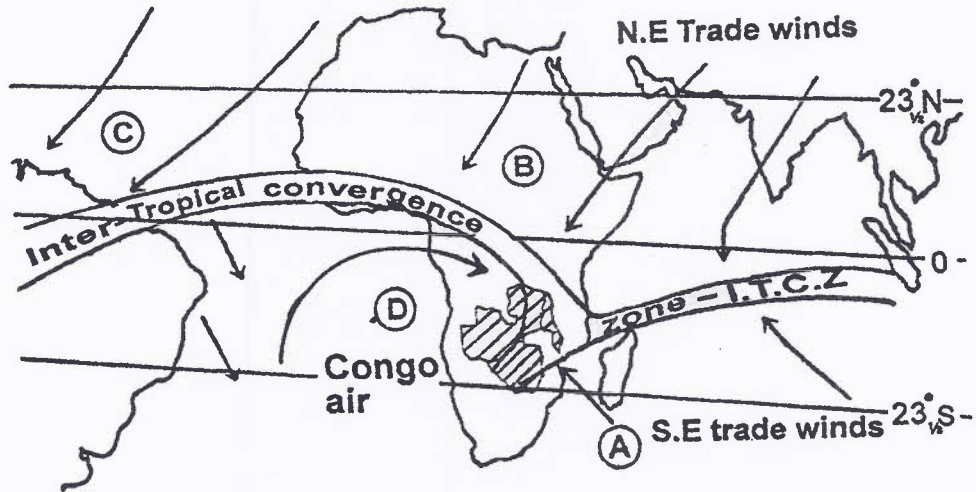 N.E Trade winds
23½°N-
C
B
Inter-Tropical convergence
zone - I.T.C.Z
0 -
D
Congo
air
23½°S-
S.E trade winds
A